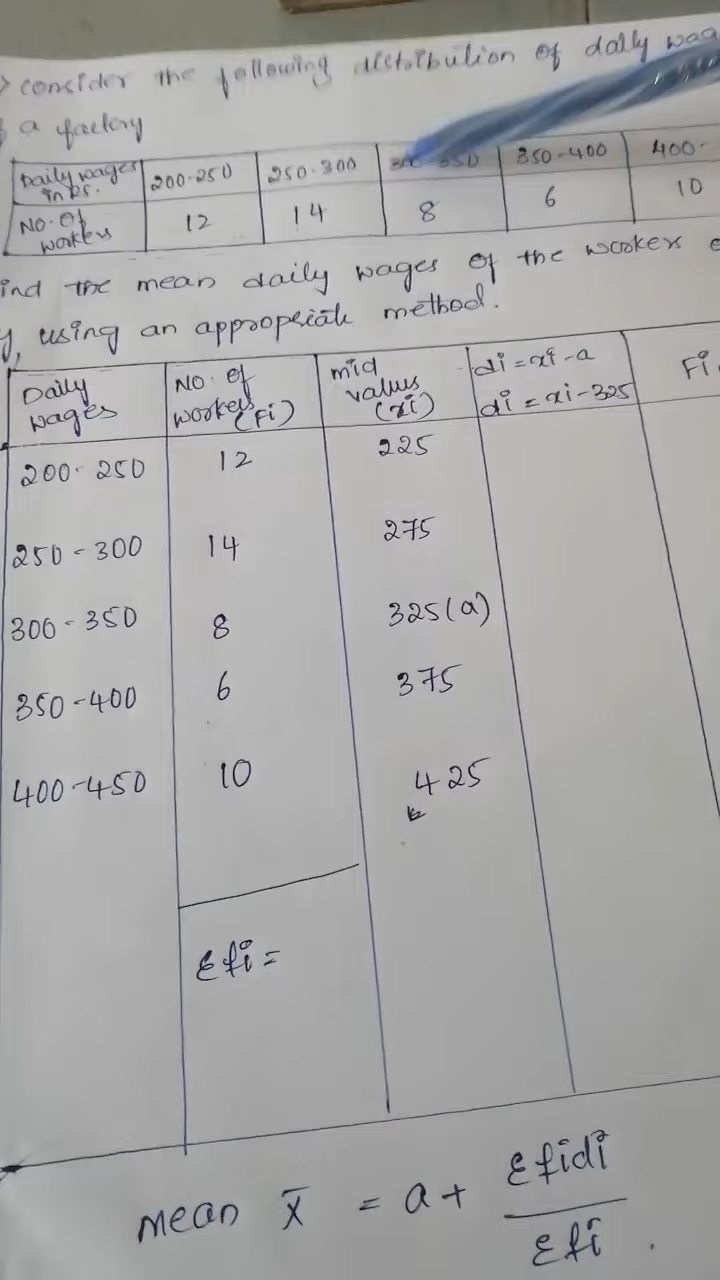 > consider the following distribution of daily wag
a factory
Daily wages in RS. 200-250 250-300 350-400 400-
No. of workers 12 14 8 6 10
ind the mean daily wages of the workers
y, using an appropriate method.
Daily wages No. of workers (Fi) mid values (xi) di = xi - a Fi
di = xi - 325
200-250 12 225
250-300 14 275
300-350 8 325(a)
350-400 6 375
400-450 10 425
Σfi =
mean x̄ = a + Σfidi / Σfi .